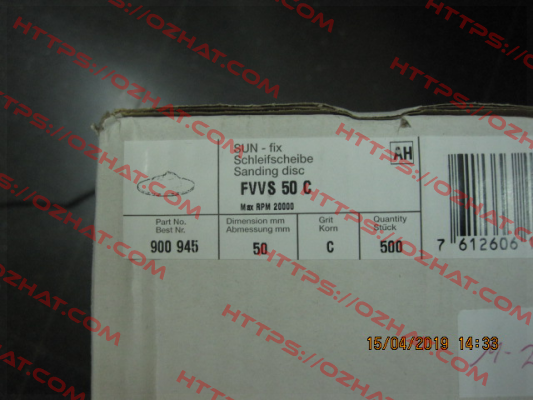 SUN - fix
Schleifscheibe
Sanding disc
AH
FVVS 50 C
Max RPM 20000
Part No.
Best Nr.
900 945
Dimension mm
Abmessung mm
50
Grit
Korn
C
Quantity
Stück
500
7 612606
15/04/2019 14:33
HTTPS://OZHAT.COM